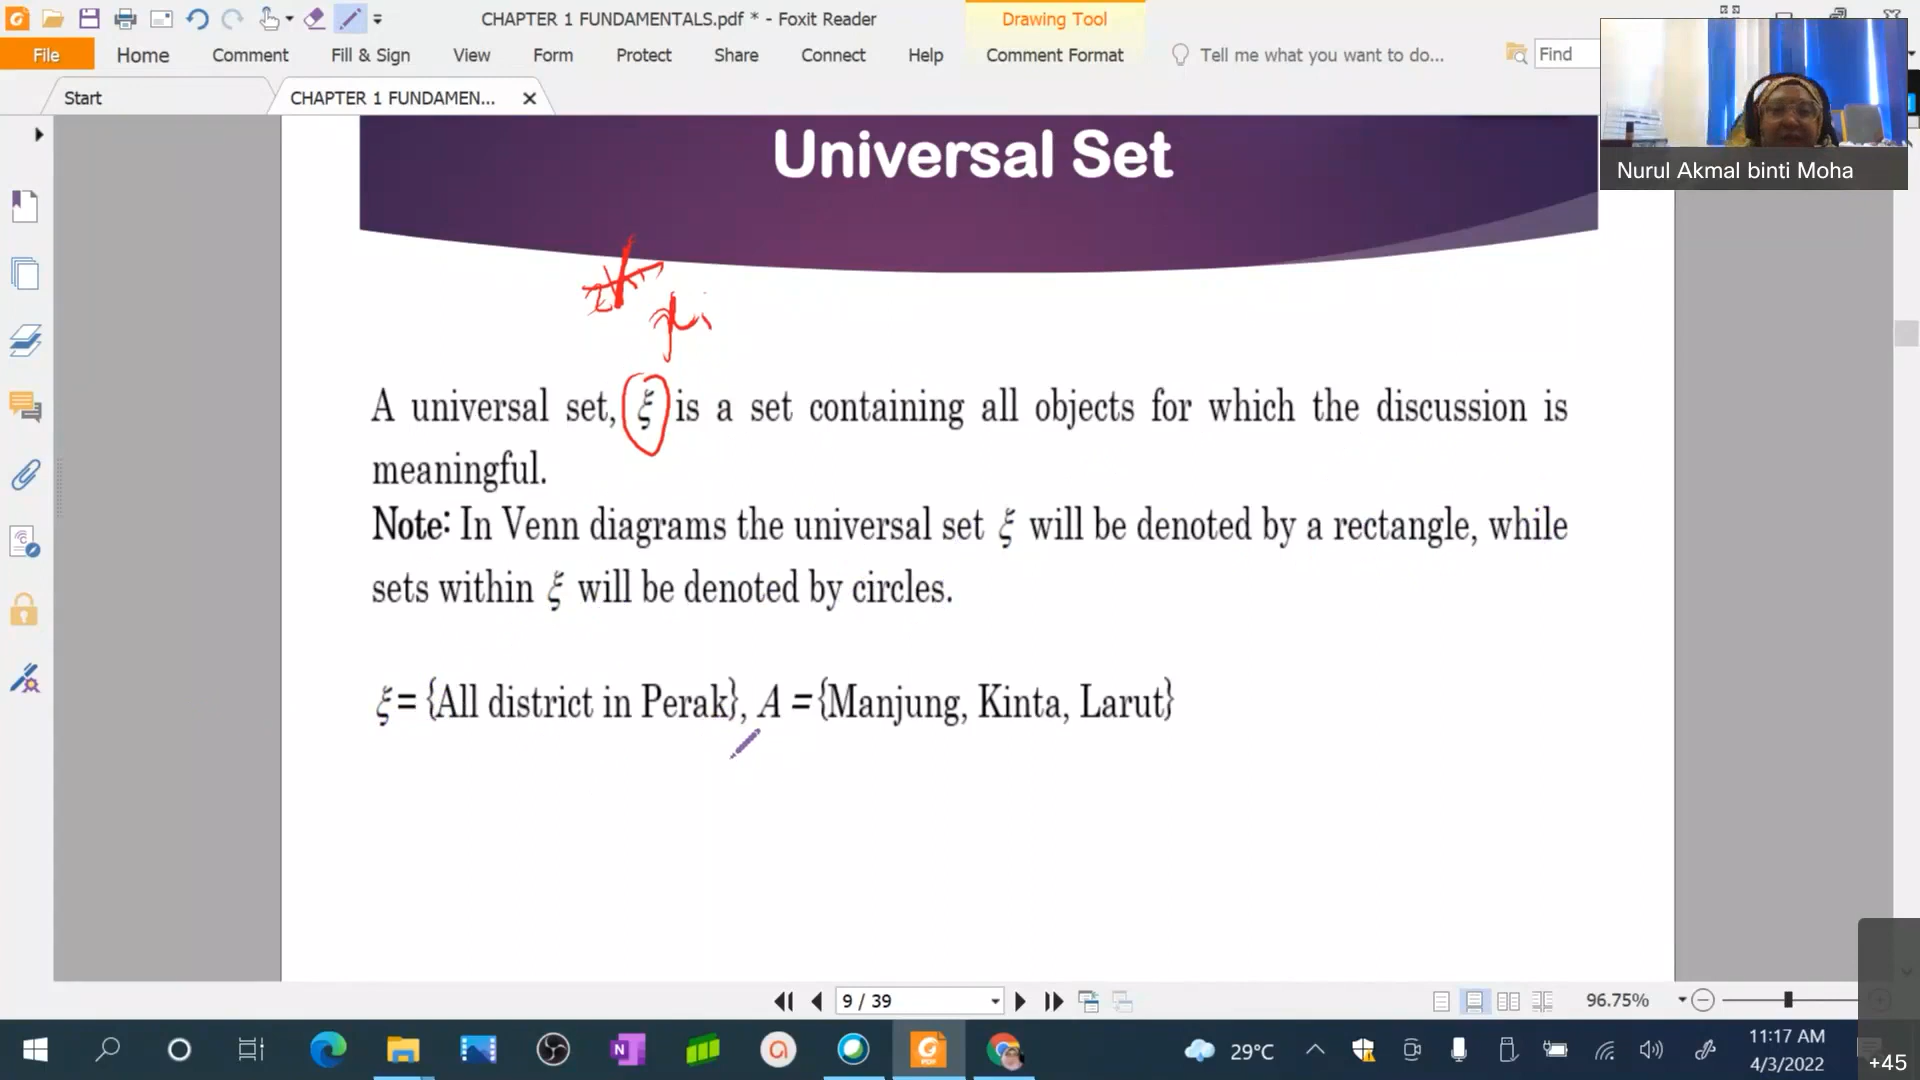 CHAPTER 1 FUNDAMENTALS.pdf * - Foxit Reader
Drawing Tool
File Home Comment Fill & Sign View Form Protect Share Connect Help Comment Format Tell me what you want to do... Find
Start CHAPTER 1 FUNDAMEN...
Nurul Akmal binti Moha
Universal Set
A universal set, ξ is a set containing all objects for which the discussion is
meaningful.
Note: In Venn diagrams the universal set ξ will be denoted by a rectangle, while
sets within ξ will be denoted by circles.
ξ = {All district in Perak}, A = {Manjung, Kinta, Larut}
9 / 39
96.75%
29°C
11:17 AM
4/3/2022
+45